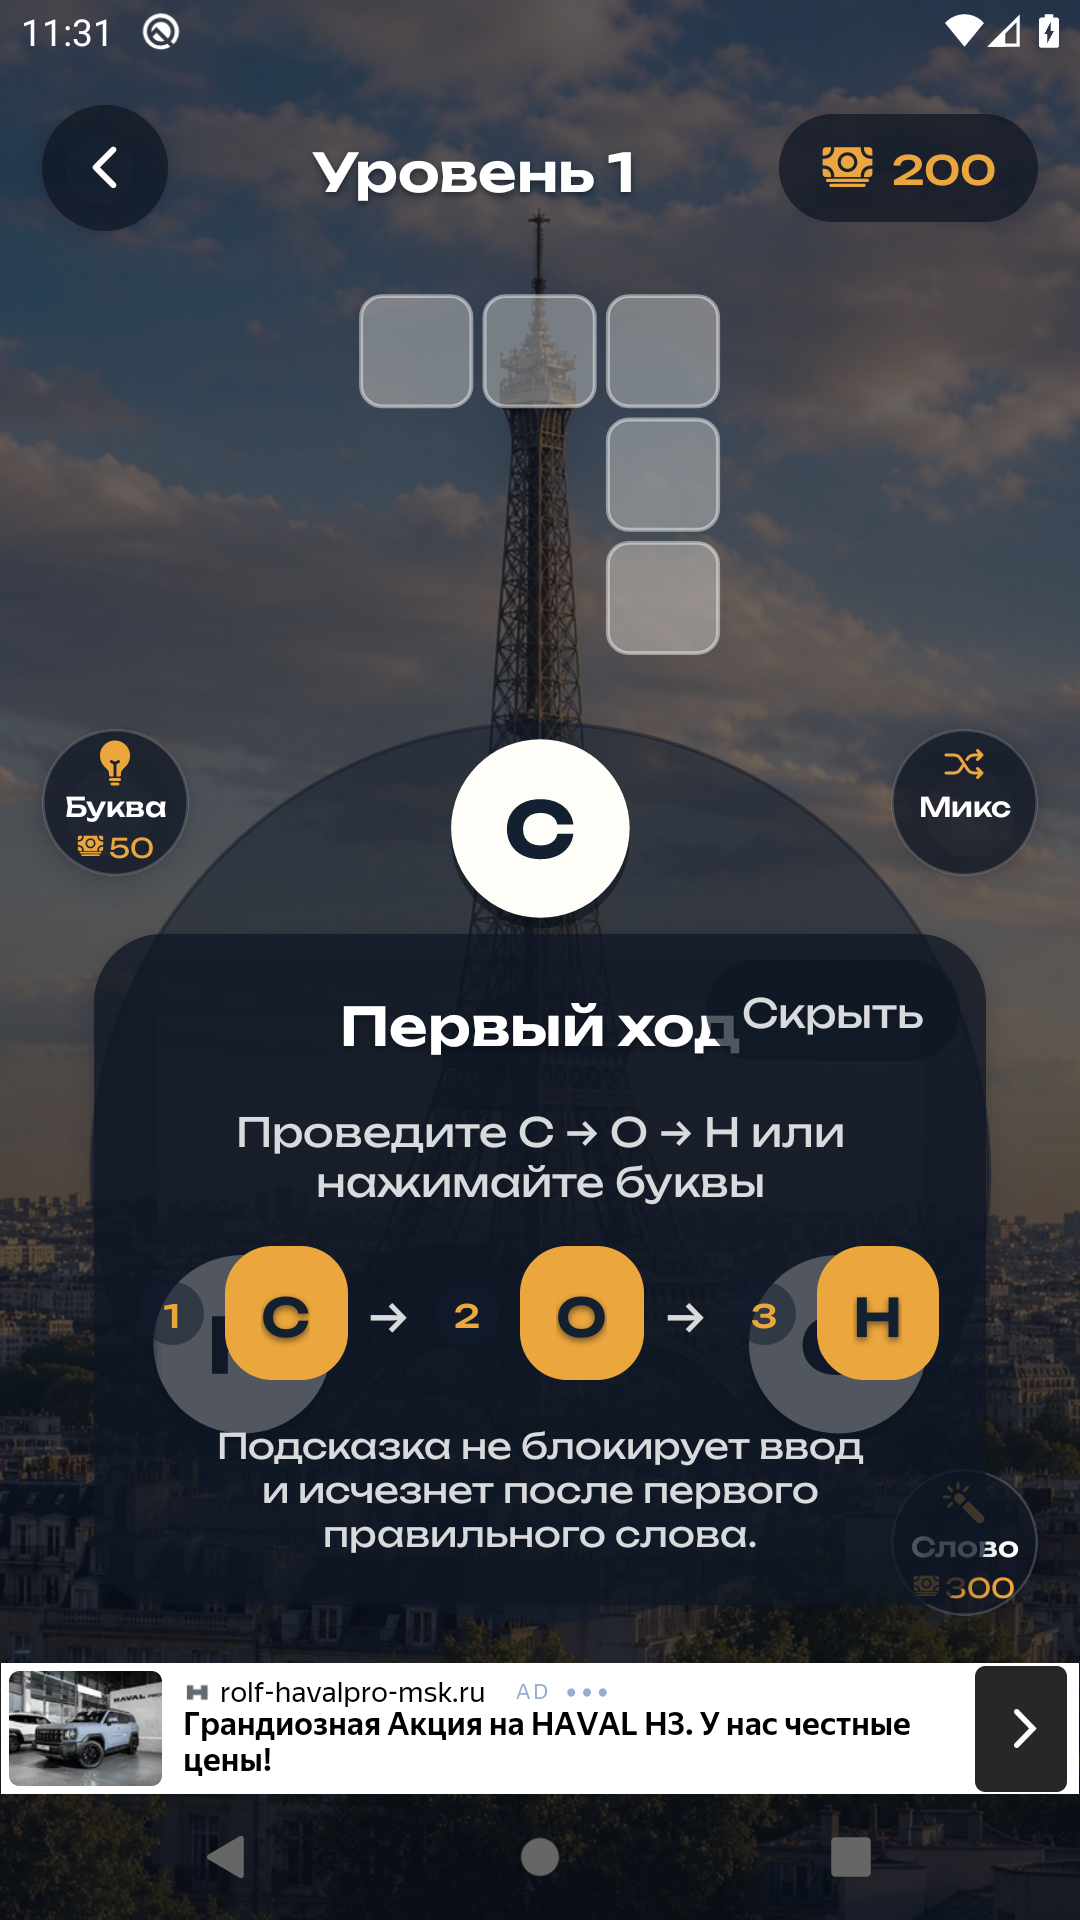 11:31
Уровень 1
200
Буква
50
Микс
С
Скрыть
Первый ход
Проведите С → О → Н или
нажимайте буквы
1 С → 2 О → 3 Н
Подсказка не блокирует ввод
и исчезнет после первого
правильного слова.
Слово
300
rolf-havalpro-msk.ru AD
Грандиозная Акция на HAVAL H3. У нас честные
цены!